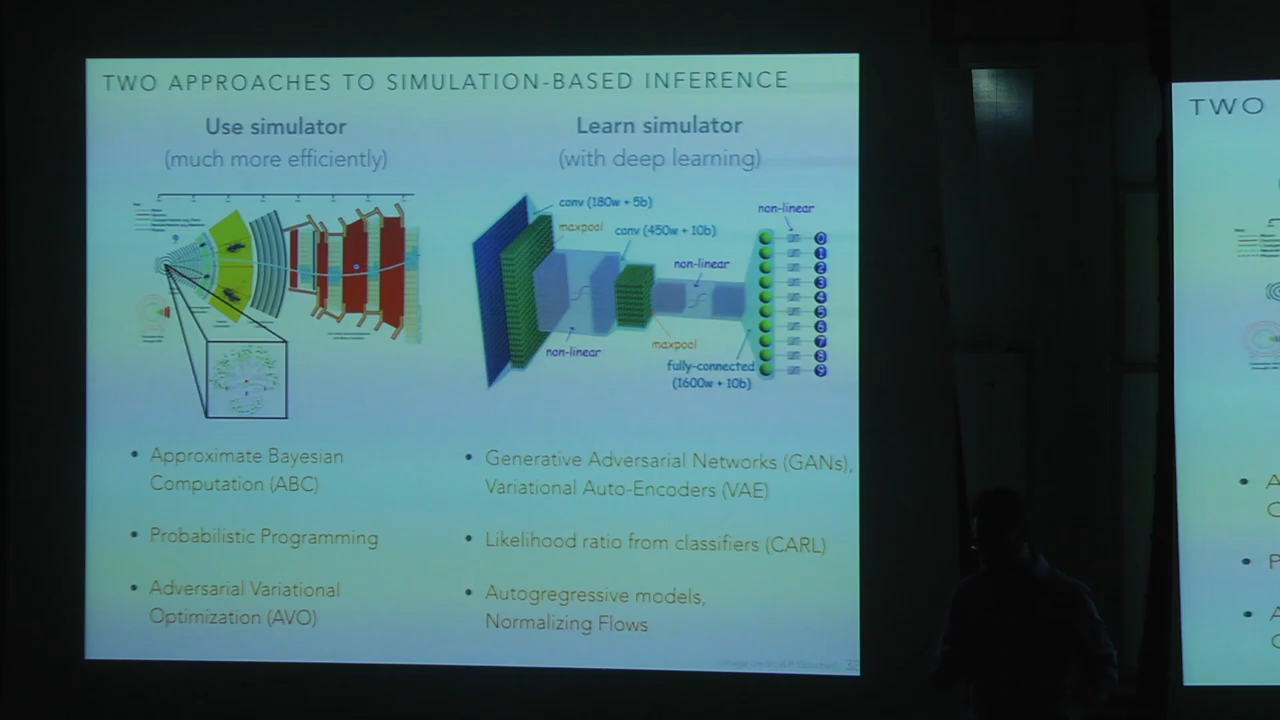 TWO APPROACHES TO SIMULATION-BASED INFERENCE
Use simulator
(much more efficiently)
Learn simulator
(with deep learning)
conv (180w + 5b)
maxpool
conv (450w + 10b)
non-linear
non-linear
non-linear
maxpool
fully-connected
(1600w + 10b)
0
1
2
3
4
5
6
7
8
9
• Approximate Bayesian
Computation (ABC)
• Probabilistic Programming
• Adversarial Variational
Optimization (AVO)
• Generative Adversarial Networks (GANs),
Variational Auto-Encoders (VAE)
• Likelihood ratio from classifiers (CARL)
• Autogregressive models,
Normalizing Flows
TWO
• A
C
• P
• A